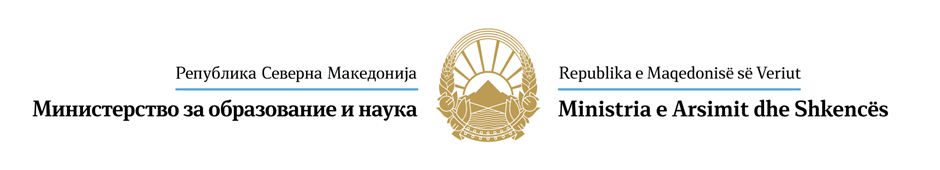 Република Северна Македонија
Министерство за образование и наука
Republika e Maqedonisë së Veriut
Ministria e Arsimit dhe Shkencës